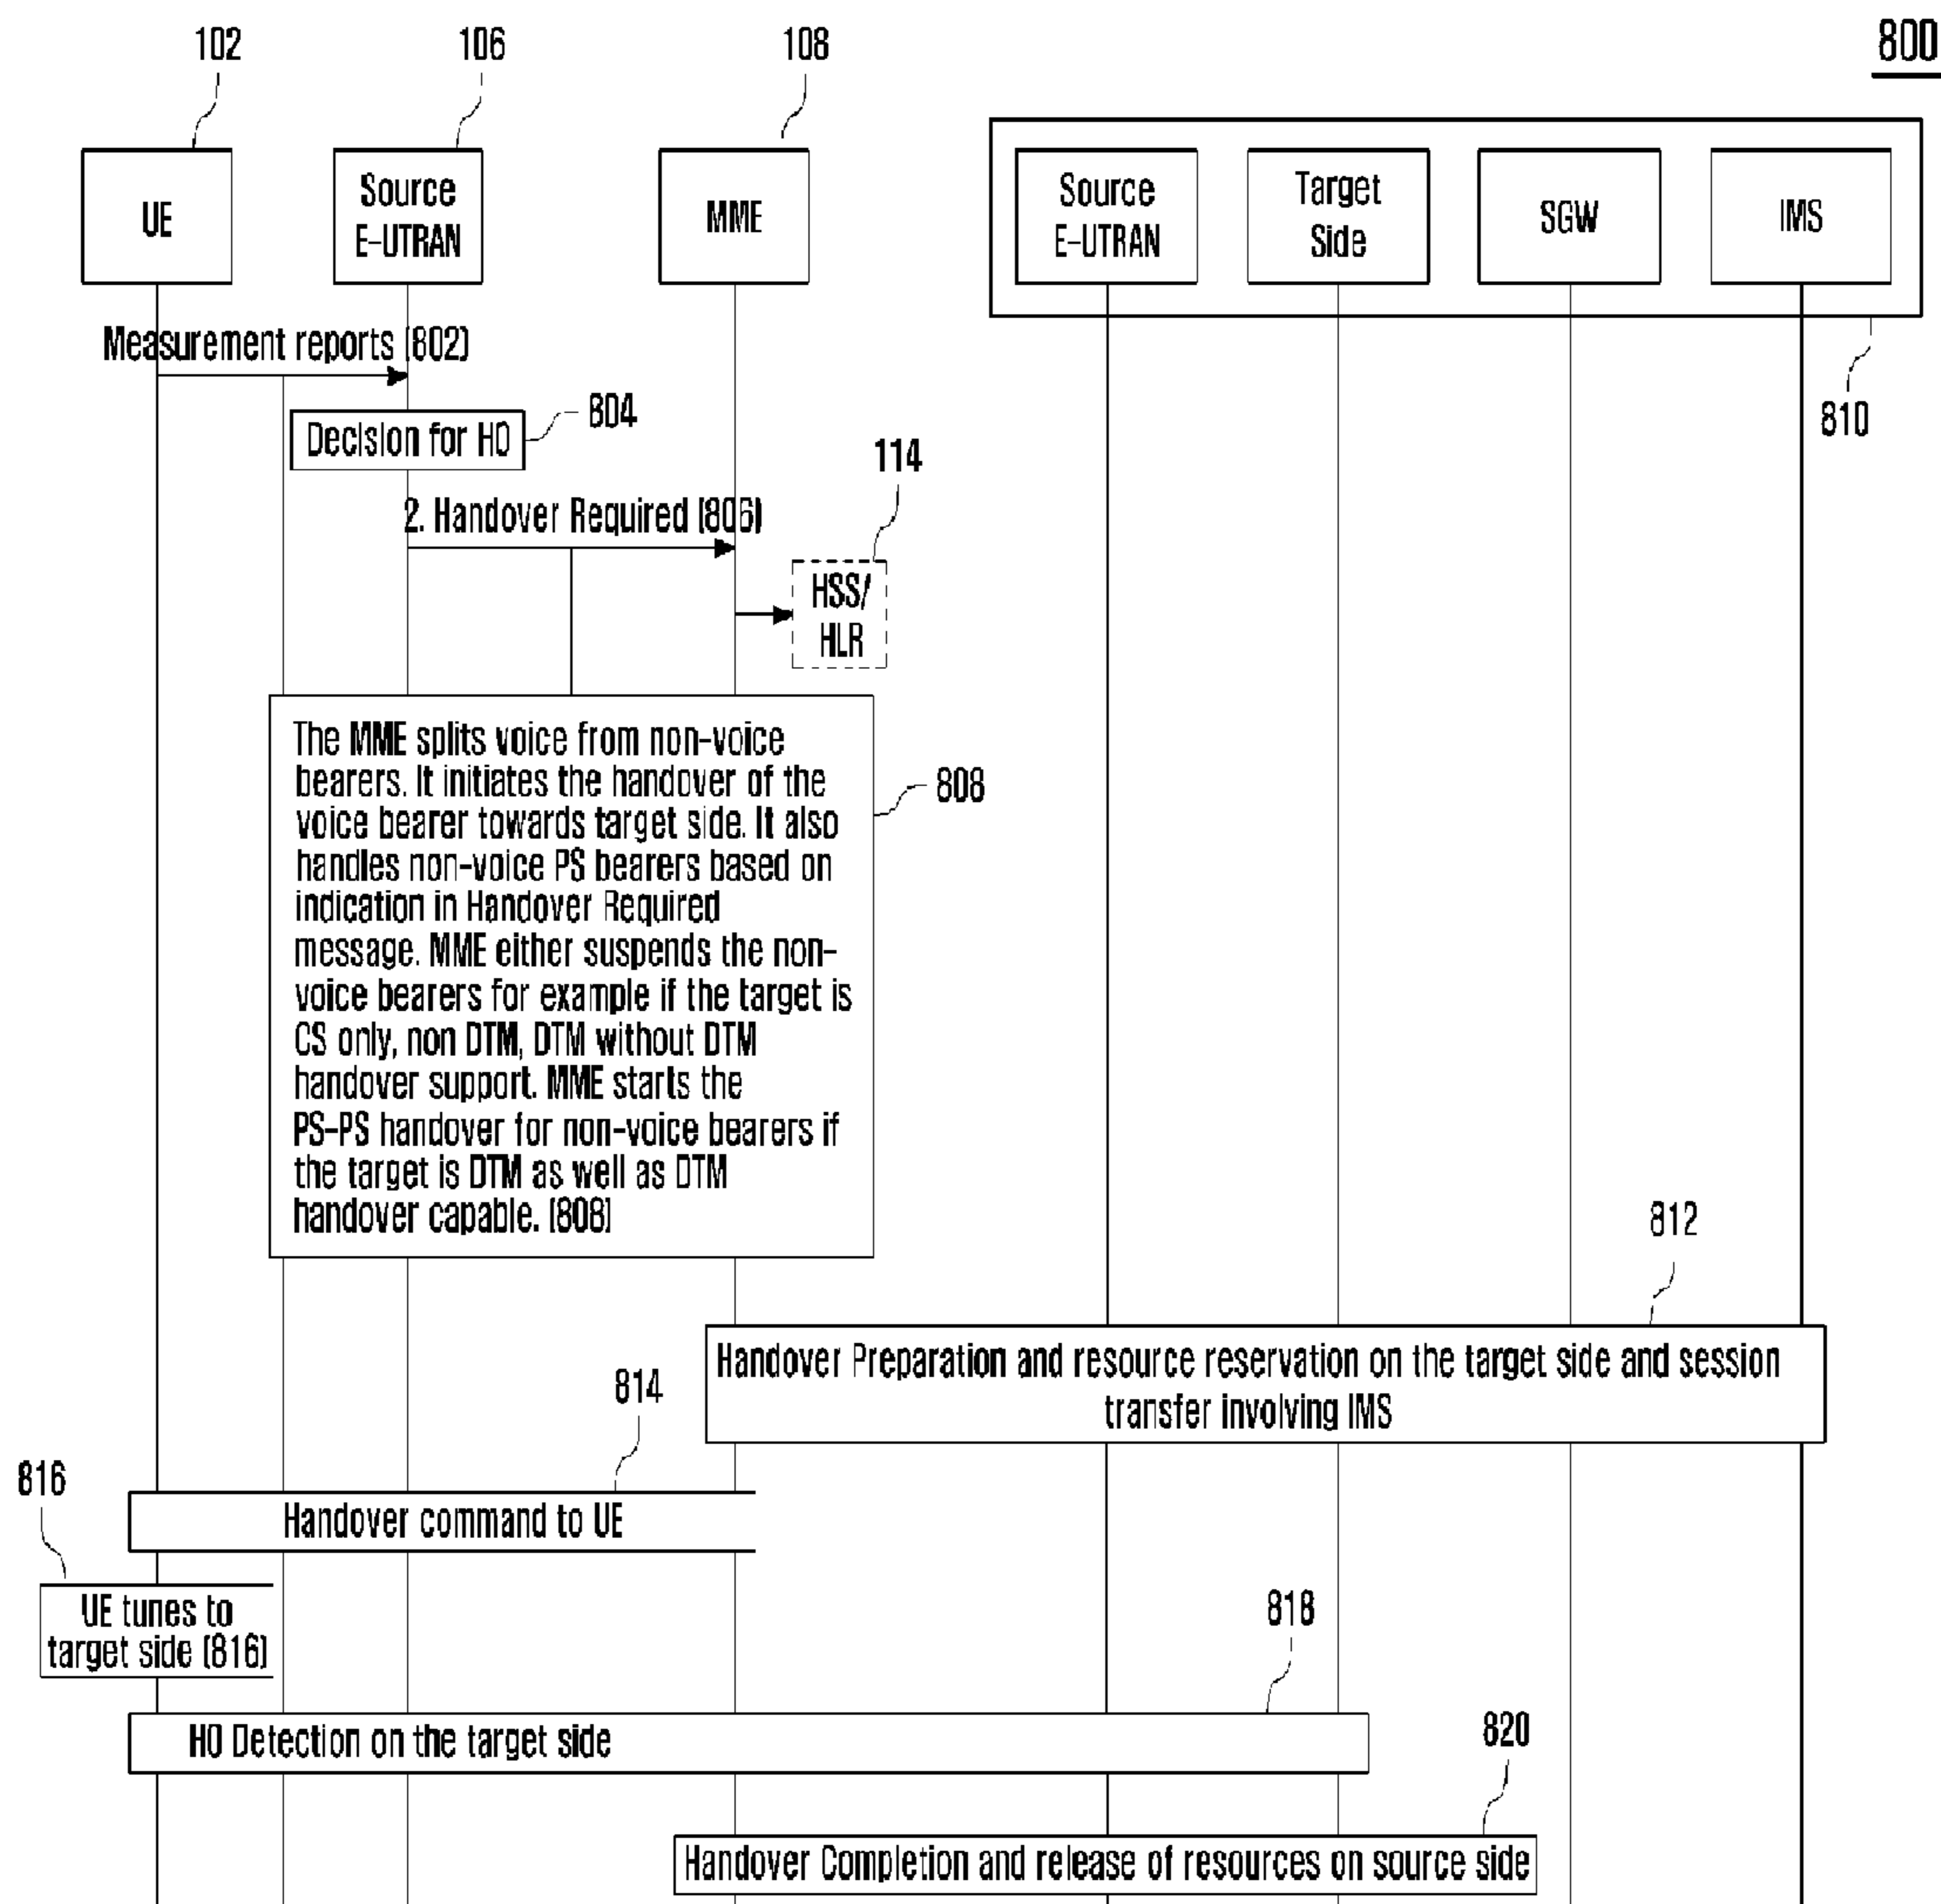 800
102
106
108
UE
Source
E-UTRAN
MME
Source
E-UTRAN
Target
Side
SGW
IMS
810
Measurement reports (802)
Decision for HO
804
2. Handover Required (806)
114
HSS/
HLR
The MME splits voice from non-voice
bearers. It initiates the handover of the
voice bearer towards target side. It also
handles non-voice PS bearers based on
indication in Handover Required
message. MME either suspends the non-
voice bearers for example if the target is
CS only, non DTM, DTM without DTM
handover support. MME starts the
PS-PS handover for non-voice bearers if
the target is DTM as well as DTM
handover capable. (808)
808
812
Handover Preparation and resource reservation on the target side and session
transfer involving IMS
814
Handover command to UE
816
UE tunes to
target side (816)
818
HO Detection on the target side
820
Handover Completion and release of resources on source side